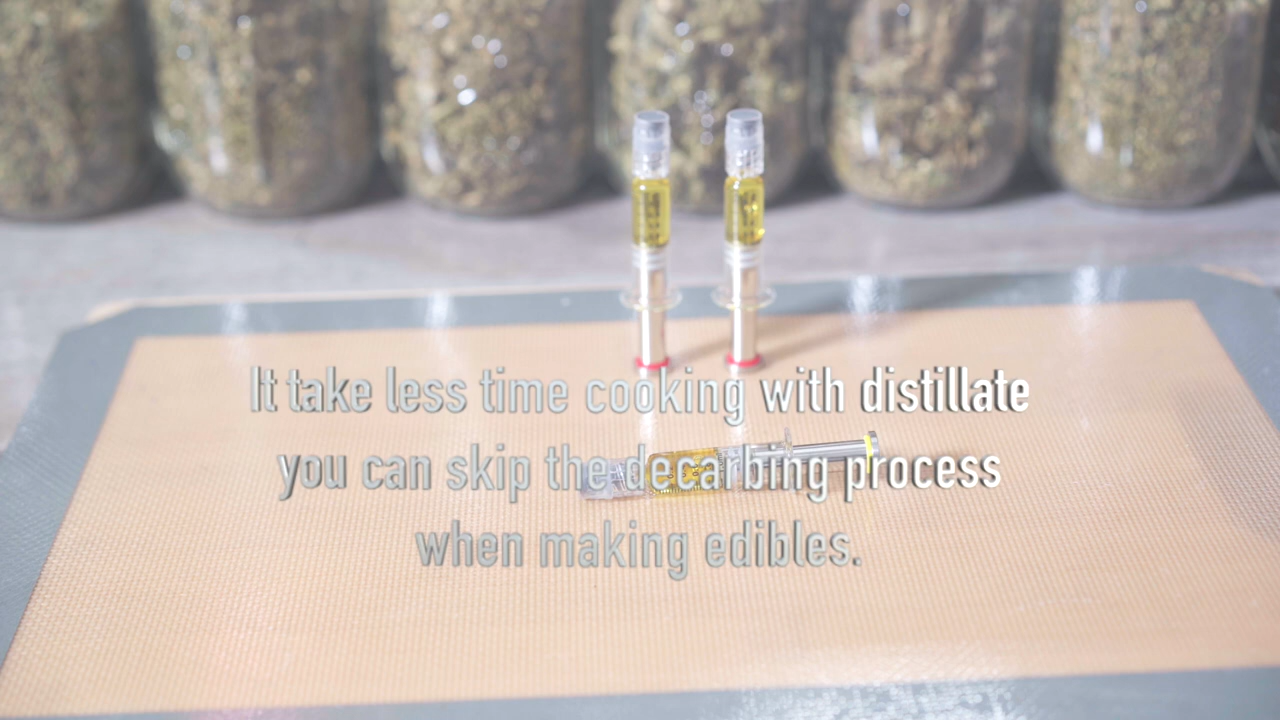 It take less time cooking with distillate
you can skip the decarbing process
when making edibles.